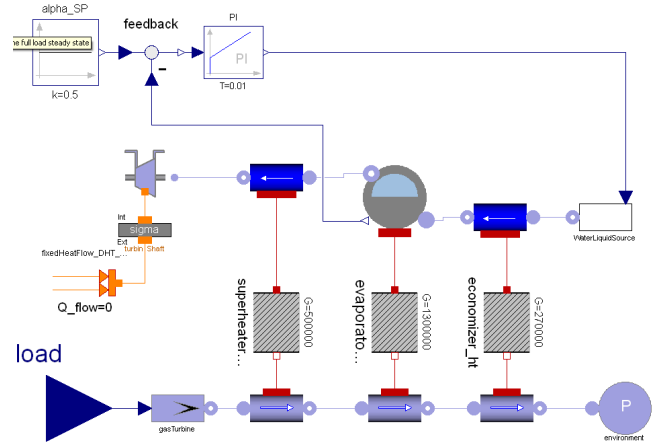 alpha_SP
feedback
PI
he full load steady state
PI
k=0.5
T=0.01
Int
sigma
Ext
turbin_Shaft
WaterLiquidSource
fixedHeatFlow_DHT_...
Q_flow=0
superheater...
G=500000
evaporato...
G=1300000
economizer_ht
G=270000
load
gasTurbine
P
environment